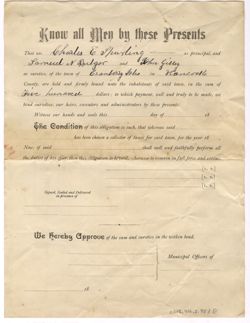 Know all Men by these Presents
That we Charles E Spurling as principal, and
Samuel N Bulger and John Gilley
as sureties, of the town of Cranberry Isles in Hancock
County, are held and firmly bound unto the inhabitants of said town, in the sum of
Five hundred dollars; to which payment, well and truly to be made, we
bind ourselves, our heirs, executors and administrators by these presents:
Witness our hands and seals this day of 18
The Condition of this obligation is such, that whereas said
has been chosen a collector of taxes for said town, for the year 18
Now, if said shall well and faithfully perform all
the duties of his office then this obligation is void; otherwise to remain in full force and virtue.
[L. S.]
[L. S.]
[L. S.]
Signed, Sealed and Delivered
in presence of
We Hereby Approve of the sum and sureties in the within bond.
Municipal Officers of
18